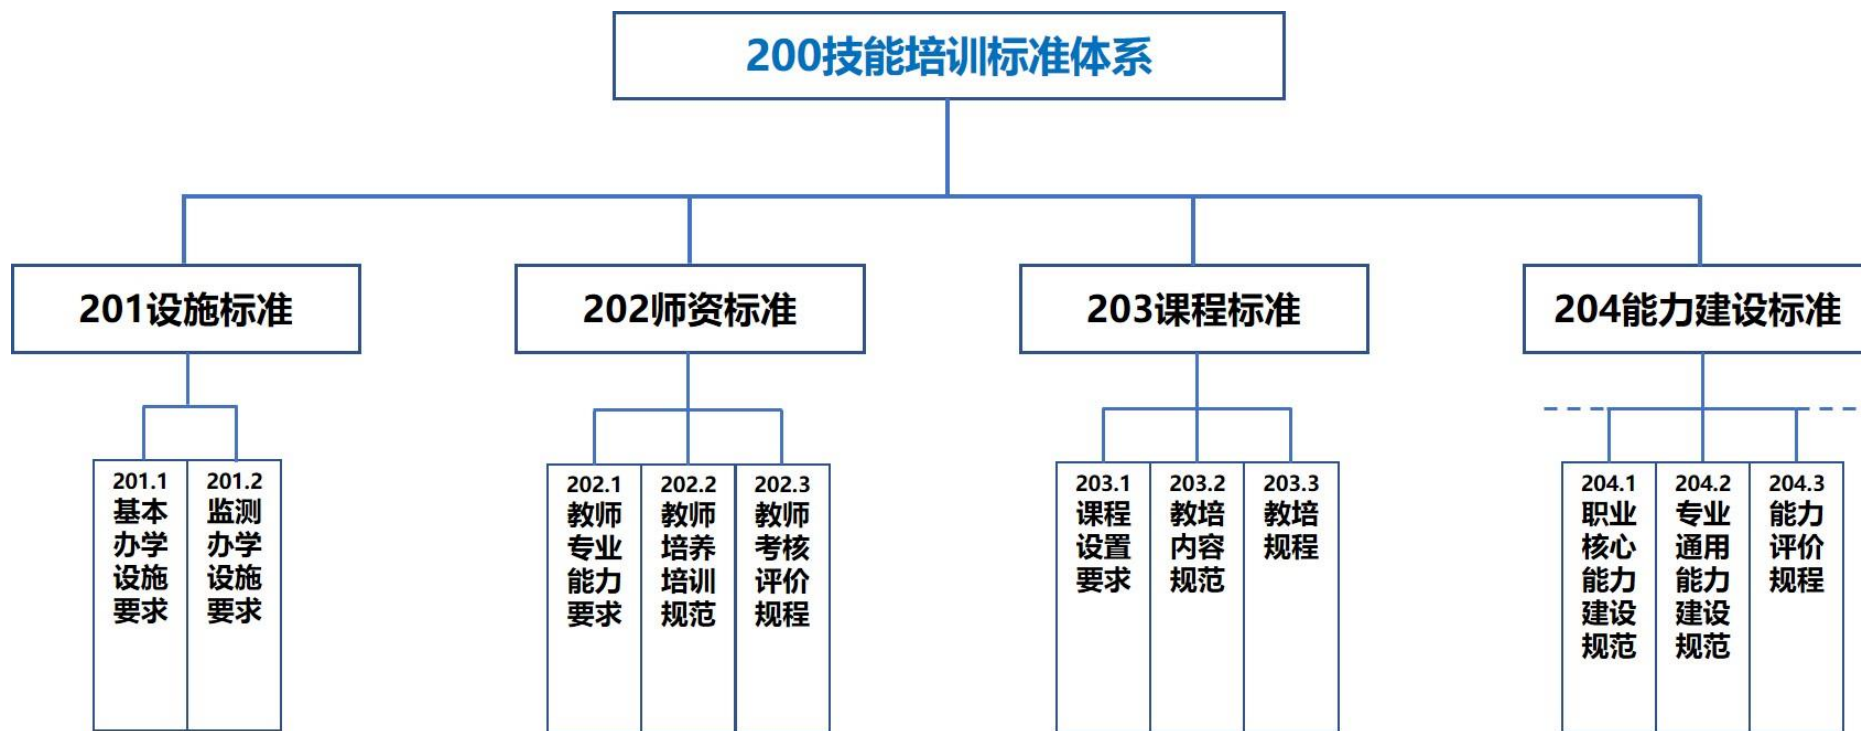 200技能培训标准体系
201设施标准
202师资标准
203课程标准
204能力建设标准
201.1
基本
办学
设施
要求
201.2
监测
办学
设施
要求
202.1
教师
专业
能力
要求
202.2
教师
培养
培训
规范
202.3
教师
考核
评价
规程
203.1
课程
设置
要求
203.2
教培
内容
规范
203.3
教培
规程
204.1
职业
核心
能力
建设
规范
204.2
专业
通用
能力
建设
规范
204.3
能力
评价
规程